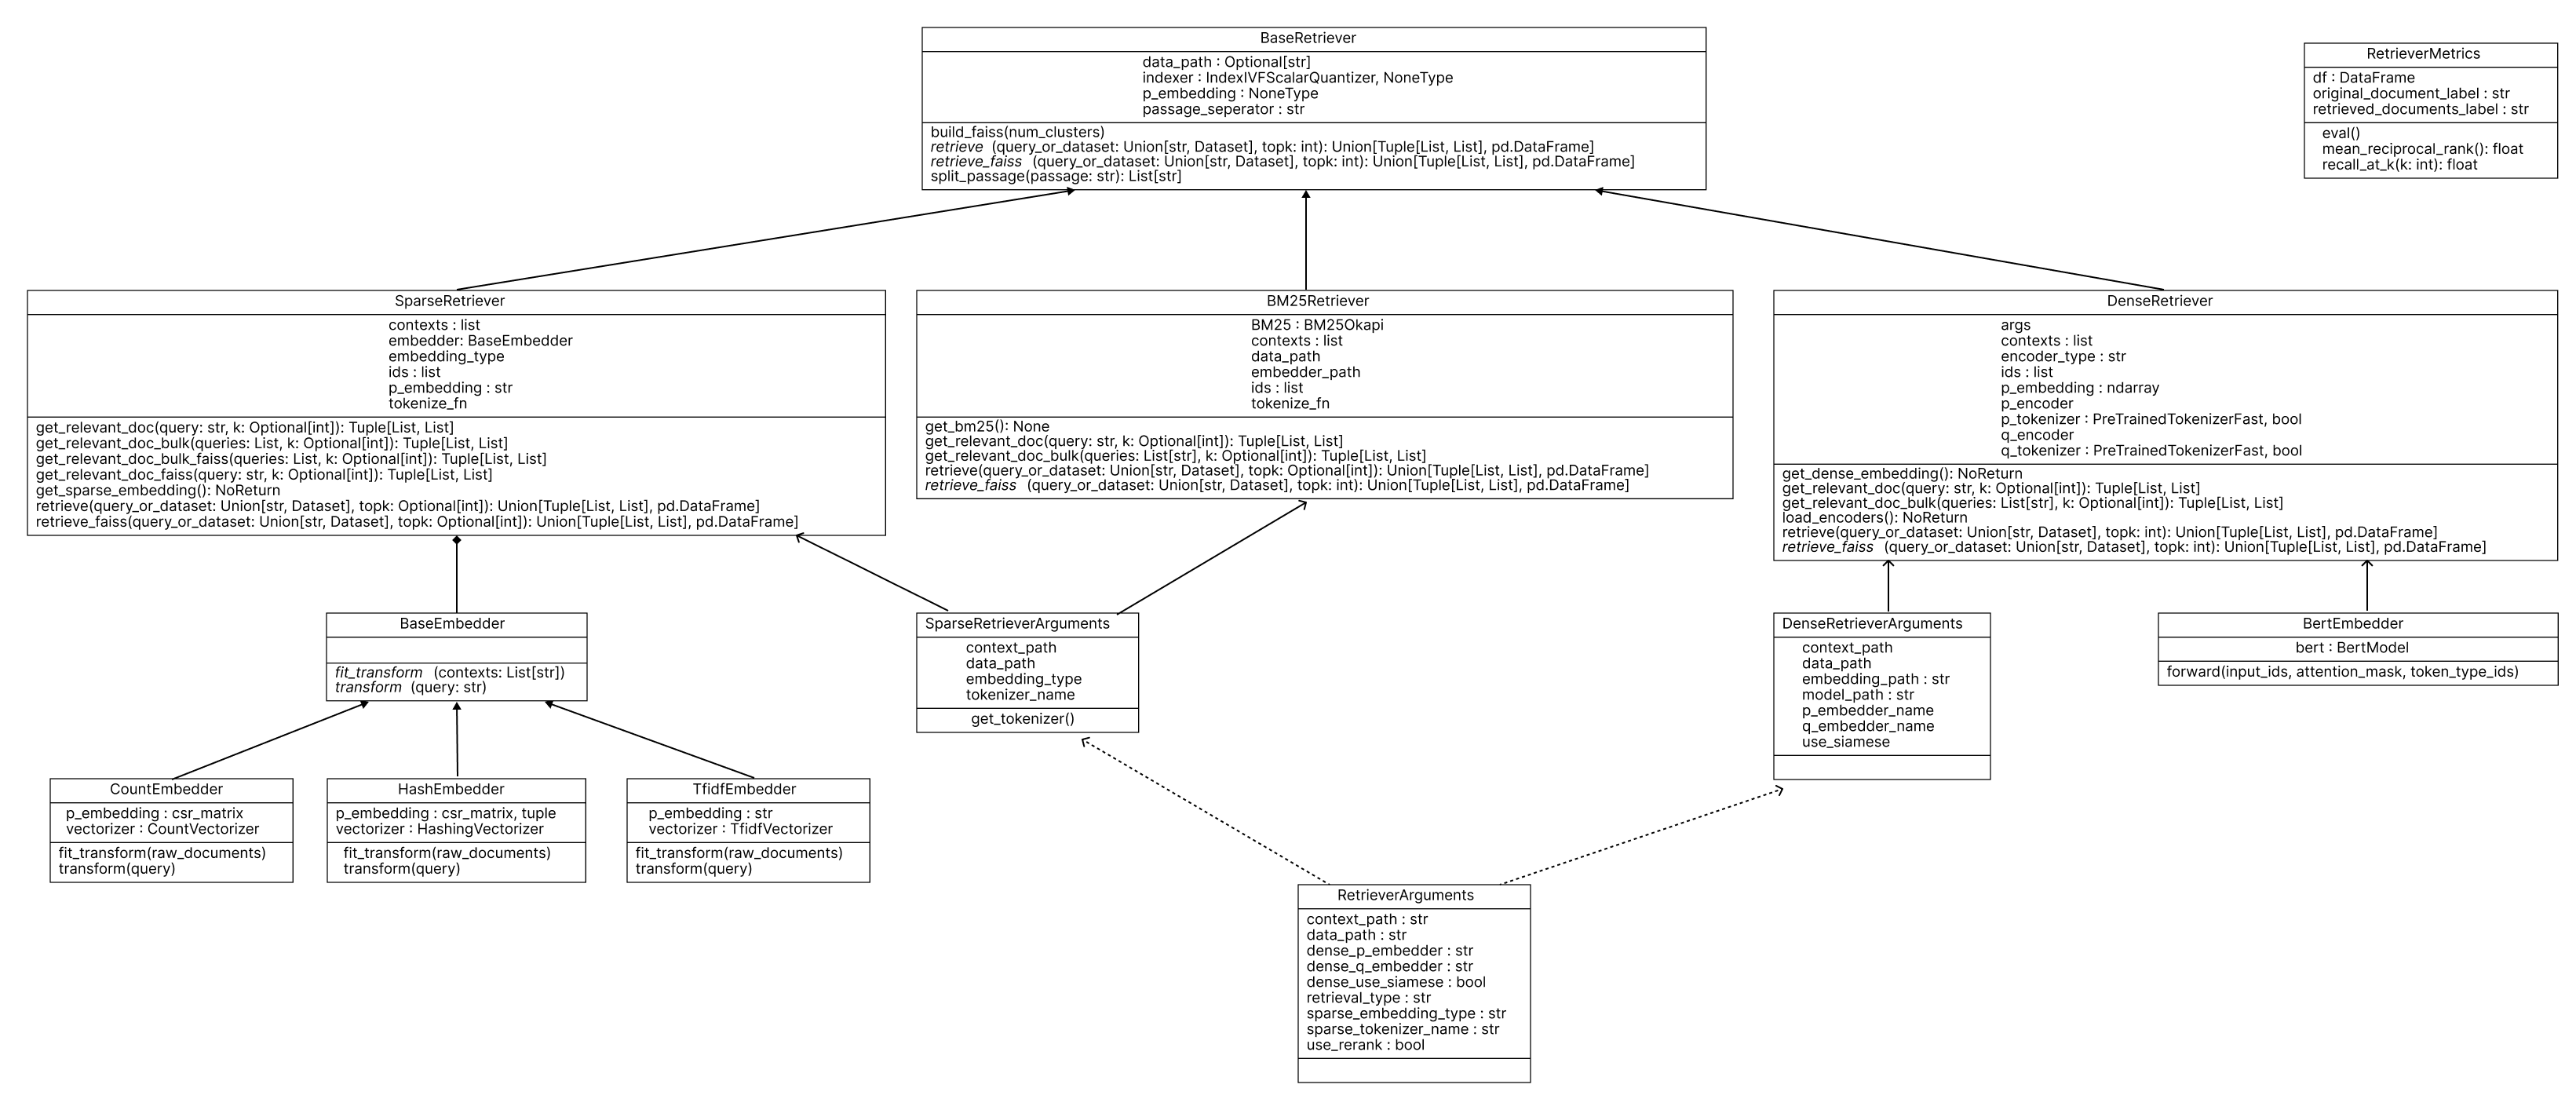 BaseRetriever
data_path : Optional[str]
indexer : IndexIVFScalarQuantizer, NoneType
p_embedding : NoneType
passage_seperator : str
build_faiss(num_clusters)
retrieve (query_or_dataset: Union[str, Dataset], topk: int): Union[Tuple[List, List], pd.DataFrame]
retrieve_faiss (query_or_dataset: Union[str, Dataset], topk: int): Union[Tuple[List, List], pd.DataFrame]
split_passage(passage: str): List[str]
RetrieverMetrics
df : DataFrame
original_document_label : str
retrieved_documents_label : str
eval()
mean_reciprocal_rank(): float
recall_at_k(k: int): float
SparseRetriever
contexts : list
embedder: BaseEmbedder
embedding_type
ids : list
p_embedding : str
tokenize_fn
get_relevant_doc(query: str, k: Optional[int]): Tuple[List, List]
get_relevant_doc_bulk(queries: List, k: Optional[int]): Tuple[List, List]
get_relevant_doc_bulk_faiss(queries: List, k: Optional[int]): Tuple[List, List]
get_relevant_doc_faiss(query: str, k: Optional[int]): Tuple[List, List]
get_sparse_embedding(): NoReturn
retrieve(query_or_dataset: Union[str, Dataset], topk: Optional[int]): Union[Tuple[List, List], pd.DataFrame]
retrieve_faiss(query_or_dataset: Union[str, Dataset], topk: Optional[int]): Union[Tuple[List, List], pd.DataFrame]
BM25Retriever
BM25 : BM25Okapi
contexts : list
data_path
embedder_path
ids : list
tokenize_fn
get_bm25(): None
get_relevant_doc(query: str, k: Optional[int]): Tuple[List, List]
get_relevant_doc_bulk(queries: List[str], k: Optional[int]): Tuple[List, List]
retrieve(query_or_dataset: Union[str, Dataset], topk: Optional[int]): Union[Tuple[List, List], pd.DataFrame]
retrieve_faiss (query_or_dataset: Union[str, Dataset], topk: int): Union[Tuple[List, List], pd.DataFrame]
DenseRetriever
args
contexts : list
encoder_type : str
ids : list
p_embedding : ndarray
p_encoder
p_tokenizer : PreTrainedTokenizerFast, bool
q_encoder
q_tokenizer : PreTrainedTokenizerFast, bool
get_dense_embedding(): NoReturn
get_relevant_doc(query: str, k: Optional[int]): Tuple[List, List]
get_relevant_doc_bulk(queries: List[str], k: Optional[int]): Tuple[List, List]
load_encoders(): NoReturn
retrieve(query_or_dataset: Union[str, Dataset], topk: int): Union[Tuple[List, List], pd.DataFrame]
retrieve_faiss (query_or_dataset: Union[str, Dataset], topk: int): Union[Tuple[List, List], pd.DataFrame]
BaseEmbedder
fit_transform (contexts: List[str])
transform (query: str)
SparseRetrieverArguments
context_path
data_path
embedding_type
tokenizer_name
get_tokenizer()
DenseRetrieverArguments
context_path
data_path
embedding_path : str
model_path : str
p_embedder_name
q_embedder_name
use_siamese
BertEmbedder
bert : BertModel
forward(input_ids, attention_mask, token_type_ids)
CountEmbedder
p_embedding : csr_matrix
vectorizer : CountVectorizer
fit_transform(raw_documents)
transform(query)
HashEmbedder
p_embedding : csr_matrix, tuple
vectorizer : HashingVectorizer
fit_transform(raw_documents)
transform(query)
TfidfEmbedder
p_embedding : str
vectorizer : TfidfVectorizer
fit_transform(raw_documents)
transform(query)
RetrieverArguments
context_path : str
data_path : str
dense_p_embedder : str
dense_q_embedder : str
dense_use_siamese : bool
retrieval_type : str
sparse_embedding_type : str
sparse_tokenizer_name : str
use_rerank : bool